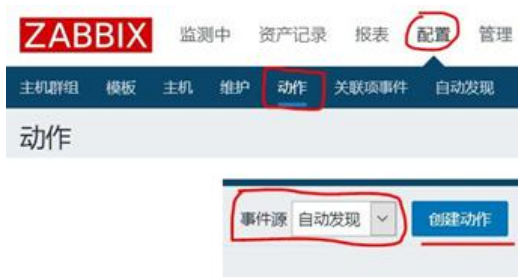 ZABBIX 监测中 资产记录 报表 配置 管理
主机群组 模板 主机 维护 动作 关联项事件 自动发现
动作
事件源 自动发现 创建动作